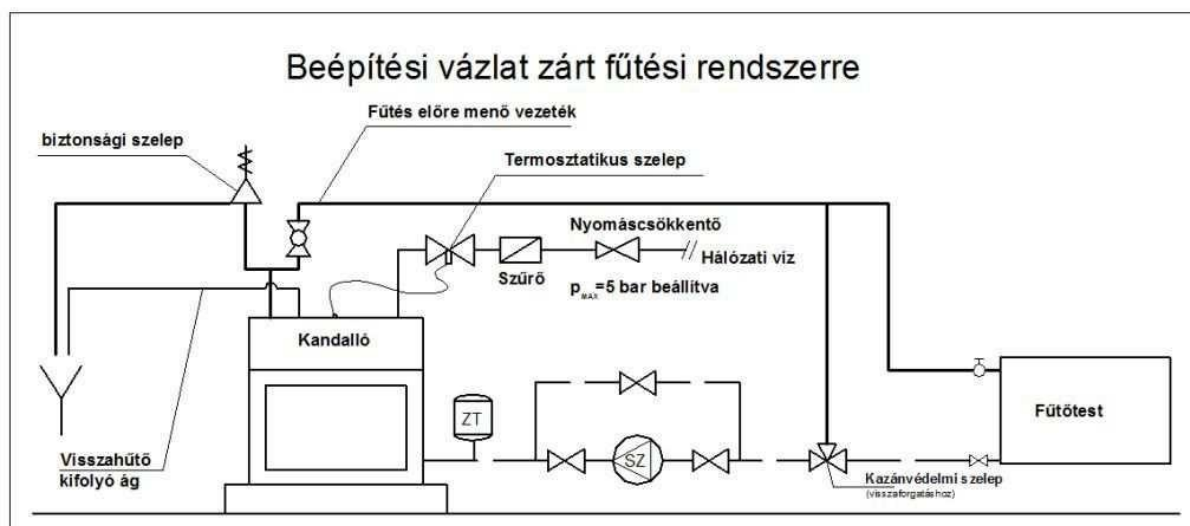 Beépítési vázlat zárt fűtési rendszerre
Fűtés előre menő vezeték
biztonsági szelep
Termosztatikus szelep
Nyomáscsökkentő
Szűrő
Hálózati víz
pMAX=5 bar beállítva
Kandalló
ZT
SZ
Fűtőtest
Visszahűtő
kifolyó ág
Kazánvédelmi szelep
(visszaforgatáshoz)